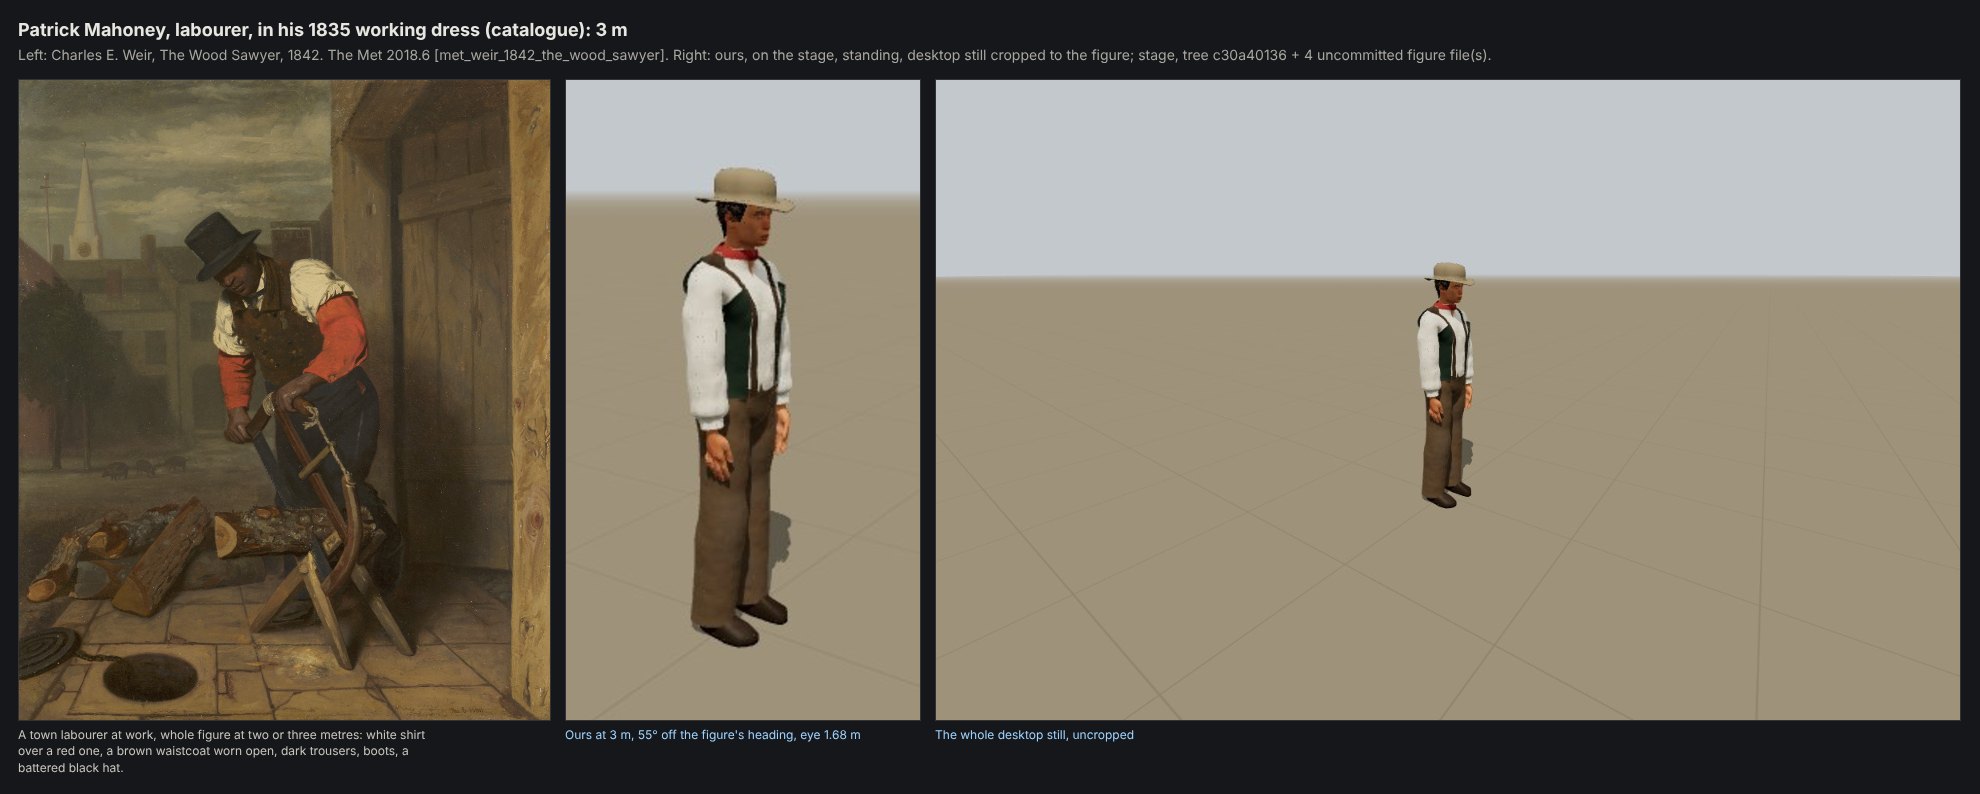 Patrick Mahoney, labourer, in his 1835 working dress (catalogue): 3 m
Left: Charles E. Weir, The Wood Sawyer, 1842. The Met 2018.6 [met_weir_1842_the_wood_sawyer]. Right: ours, on the stage, standing, desktop still cropped to the figure; stage, tree c30a40136 + 4 uncommitted figure file(s).
A town labourer at work, whole figure at two or three metres: white shirt
over a red one, a brown waistcoat worn open, dark trousers, boots, a
battered black hat.
Ours at 3 m, 55° off the figure's heading, eye 1.68 m
The whole desktop still, uncropped